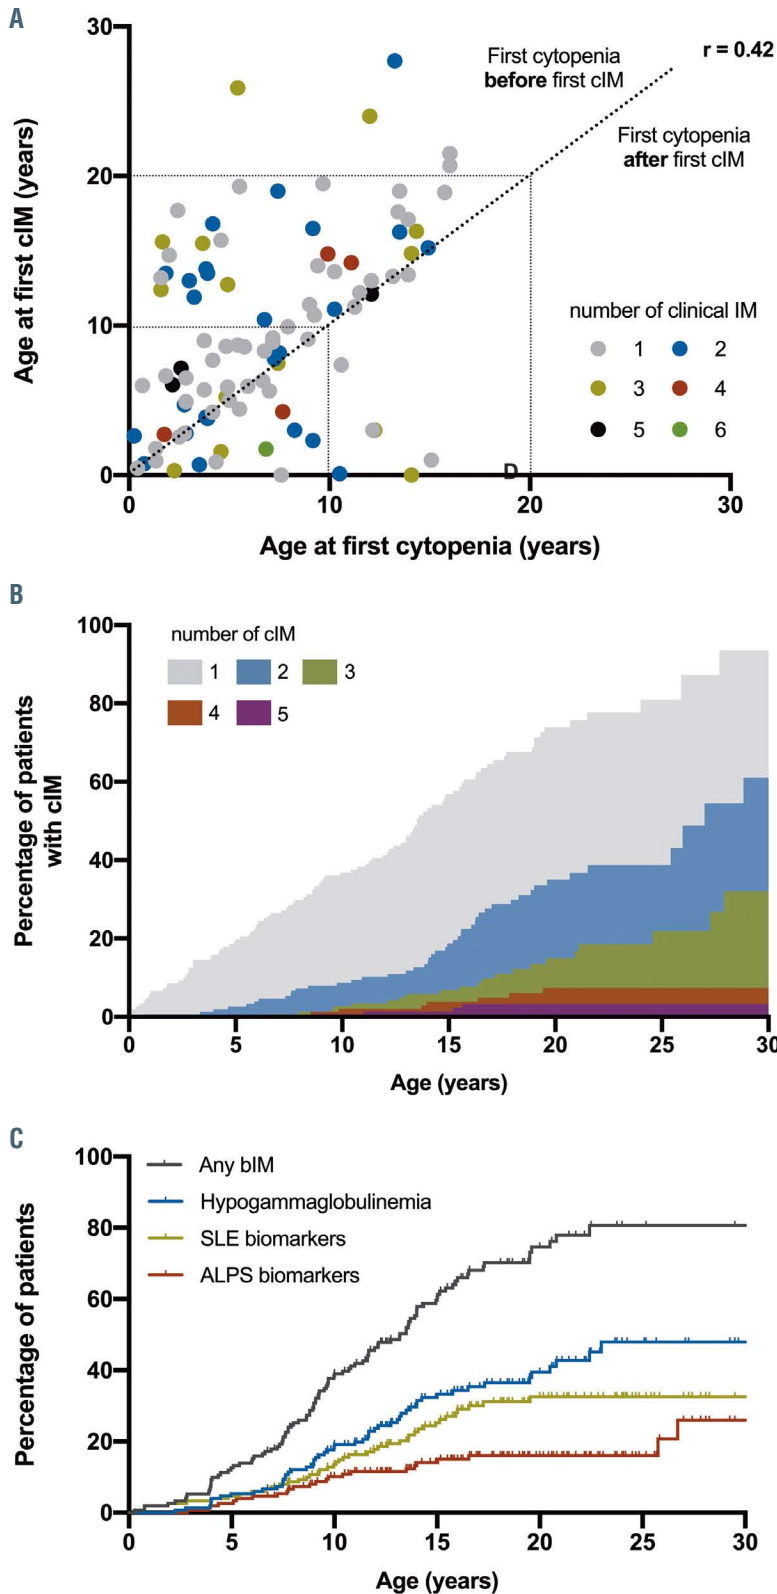 A
30
20
10
0
Age at first cIM (years)
First cytopenia
before first cIM
r = 0.42
First cytopenia
after first cIM
number of clinical IM
1
2
3
4
5
6
D
0
10
20
30
Age at first cytopenia (years)
B
100
80
60
40
20
0
Percentage of patients
with cIM
number of cIM
1
2
3
4
5
0
5
10
15
20
25
30
Age (years)
C
100
80
60
40
20
0
Percentage of patients
Any bIM
Hypogammaglobulinemia
SLE biomarkers
ALPS biomarkers
0
5
10
15
20
25
30
Age (years)